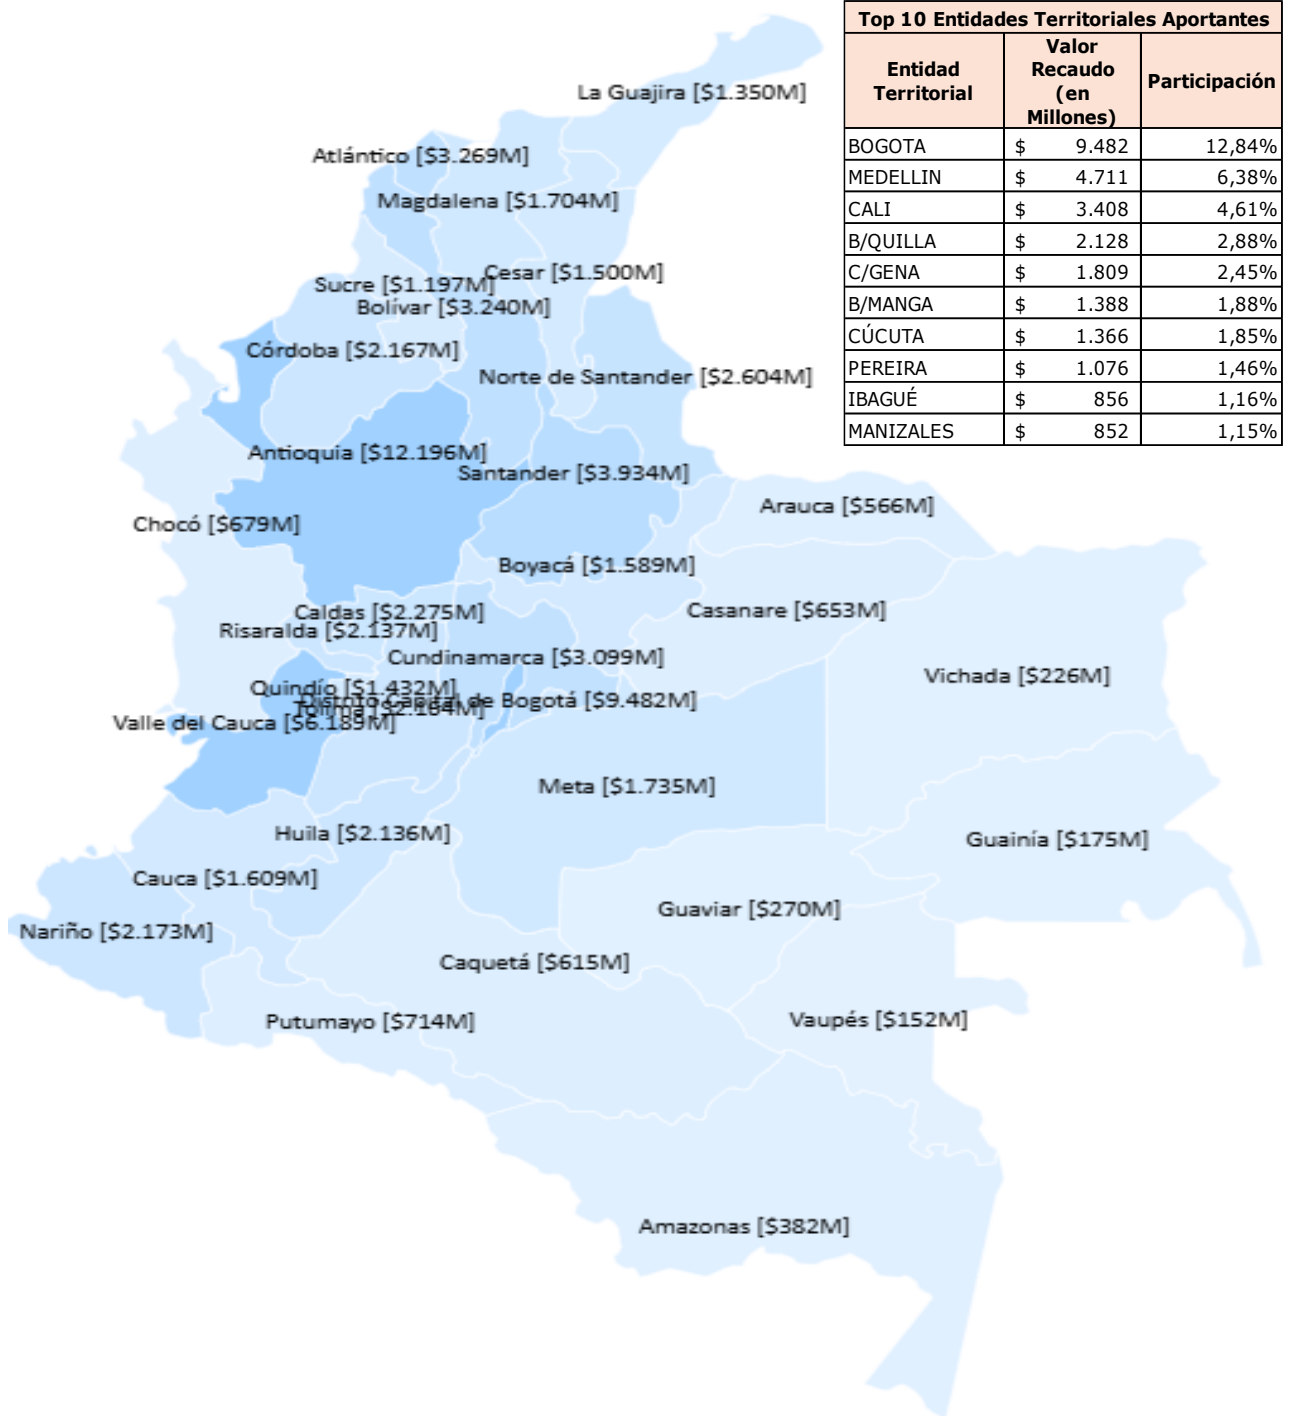 Top 10 Entidades Territoriales Aportantes
Entidad Territorial
Valor Recaudo (en Millones)
Participación
BOGOTA $ 9.482 12,84%
MEDELLIN $ 4.711 6,38%
CALI $ 3.408 4,61%
B/QUILLA $ 2.128 2,88%
C/GENA $ 1.809 2,45%
B/MANGA $ 1.388 1,88%
CÚCUTA $ 1.366 1,85%
PEREIRA $ 1.076 1,46%
IBAGUÉ $ 856 1,16%
MANIZALES $ 852 1,15%
La Guajira [$1.350M]
Atlántico [$3.269M]
Magdalena [$1.704M]
Cesar [$1.500M]
Sucre [$1.197M]
Bolívar [$3.240M]
Córdoba [$2.167M]
Norte de Santander [$2.604M]
Antioquia [$12.196M]
Santander [$3.934M]
Arauca [$566M]
Chocó [$679M]
Boyacá [$1.589M]
Caldas [$2.275M]
Casanare [$653M]
Risaralda [$2.137M]
Cundinamarca [$3.099M]
Vichada [$226M]
Quindío [$1.432M]
Distrito Capital de Bogotá [$9.482M]
Tolima
Valle del Cauca [$6.189M]
Meta [$1.735M]
Huila [$2.136M]
Guainía [$175M]
Cauca [$1.609M]
Guaviar [$270M]
Nariño [$2.173M]
Caquetá [$615M]
Putumayo [$714M]
Vaupés [$152M]
Amazonas [$382M]